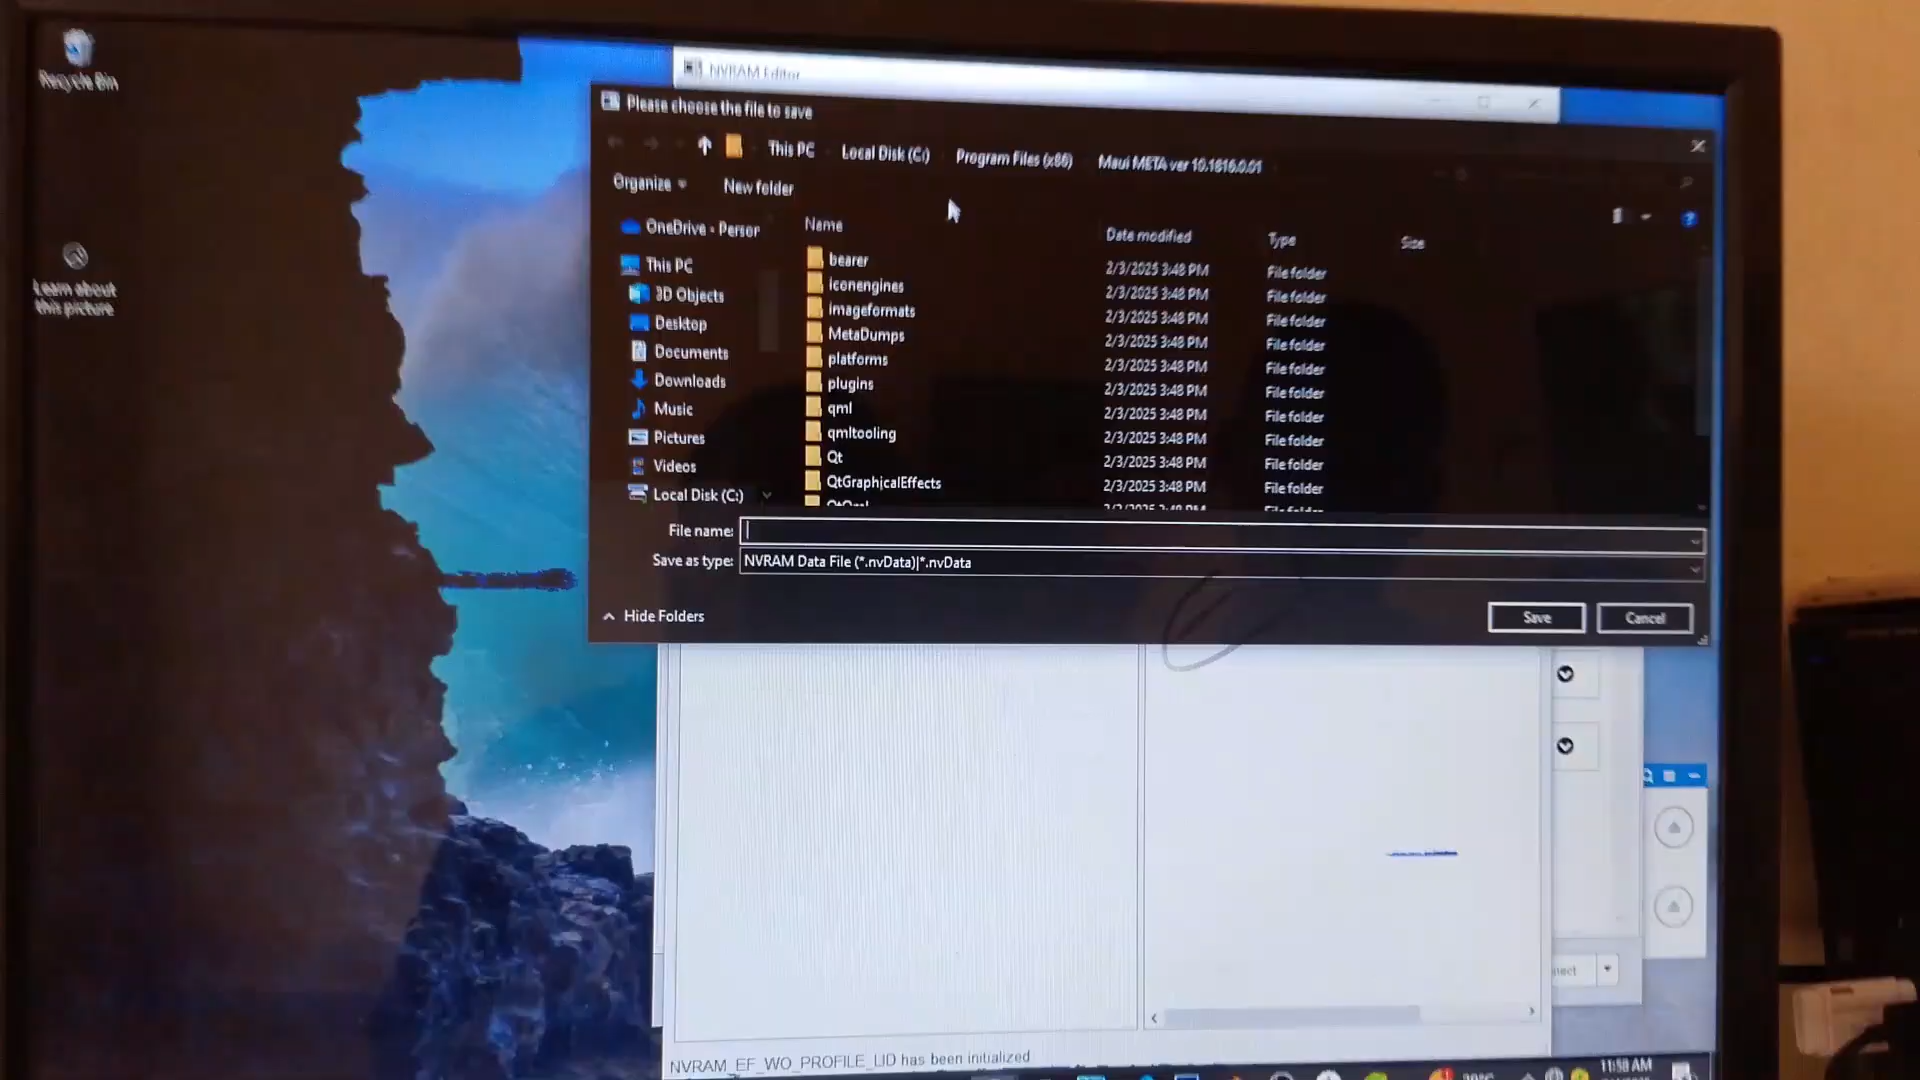 Recycle Bin
Learn about
this picture
NVRAM Editor
Please choose the file to save
This PC
Local Disk (C:)
Program Files (x86)
Maui META ver 10.1816.0.01
Organize
New folder
Name
Date modified
Type
Size
OneDrive - Person
This PC
3D Objects
Desktop
Documents
Downloads
Music
Pictures
Videos
Local Disk (C:)
bearer 2/3/2025 3:48 PM File folder
iconengines 2/3/2025 3:48 PM File folder
imageformats 2/3/2025 3:48 PM File folder
MetaDumps 2/3/2025 3:48 PM File folder
platforms 2/3/2025 3:48 PM File folder
plugins 2/3/2025 3:48 PM File folder
qml 2/3/2025 3:48 PM File folder
qmltooling 2/3/2025 3:48 PM File folder
Qt 2/3/2025 3:48 PM File folder
QtGraphicalEffects 2/3/2025 3:48 PM File folder
File name:
Save as type: NVRAM Data File (*.nvData)|*.nvData
Hide Folders
Save
Cancel
NVRAM_EF_WO_PROFILE_LID has been initialized
11:58 AM